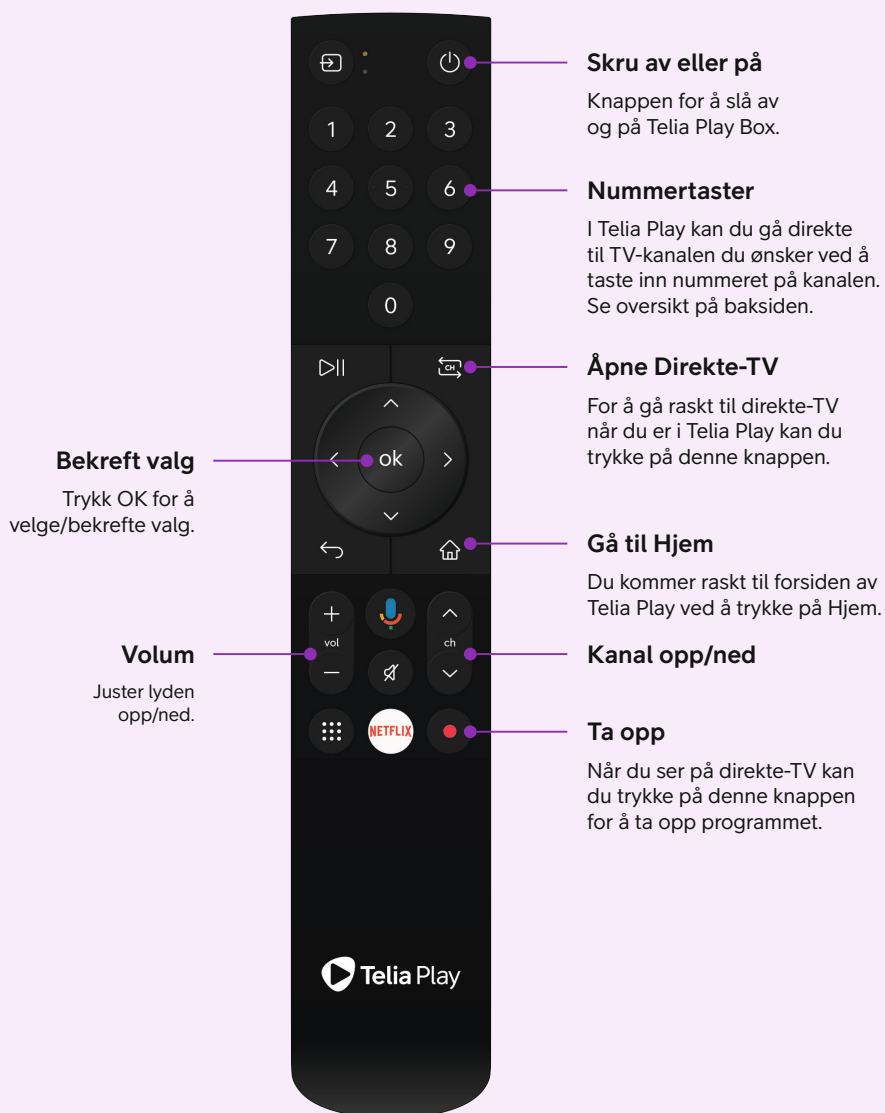 Skru av eller på
Knappen for å slå av
og på Telia Play Box.
1 2 3
4 5 6
7 8 9
0
Nummertaster
I Telia Play kan du gå direkte
til TV-kanalen du ønsker ved å
taste inn nummeret på kanalen.
Se oversikt på baksiden.
CH
Åpne Direkte-TV
For å gå raskt til direkte-TV
når du er i Telia Play kan du
trykke på denne knappen.
ok
Bekreft valg
Trykk OK for å
velge/bekrefte valg.
Gå til Hjem
Du kommer raskt til forsiden av
Telia Play ved å trykke på Hjem.
vol
ch
Volum
Juster lyden
opp/ned.
Kanal opp/ned
NETFLIX
Ta opp
Når du ser på direkte-TV kan
du trykke på denne knappen
for å ta opp programmet.
Telia Play